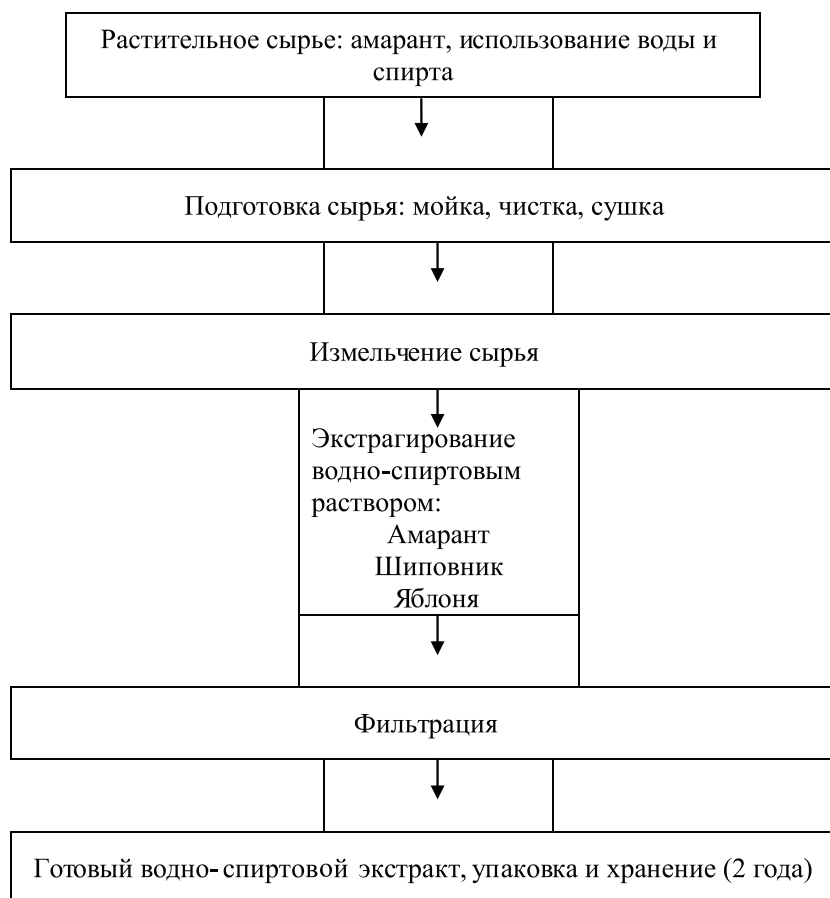 Растительное сырье: амарант, использование воды и
спирта
Подготовка сырья: мойка, чистка, сушка
Измельчение сырья
Экстрагирование
водно-спиртовым
раствором:
Амарант
Шиповник
Яблоня
Фильтрация
Готовый водно-спиртовой экстракт, упаковка и хранение (2 года)